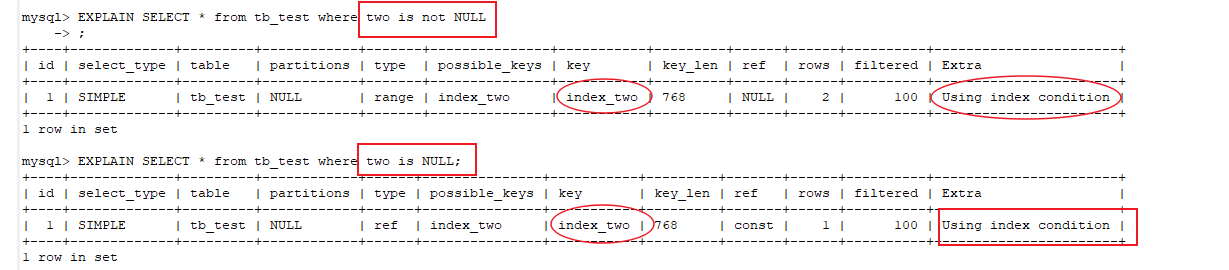 mysql> EXPLAIN SELECT * from tb_test where two is not NULL
    -> ;
+----+-------------+---------+------------+-------+---------------+-----------+---------+------+------+----------+-----------------------+
| id | select_type | table   | partitions | type  | possible_keys | key       | key_len | ref  | rows | filtered | Extra                 |
+----+-------------+---------+------------+-------+---------------+-----------+---------+------+------+----------+-----------------------+
|  1 | SIMPLE      | tb_test | NULL       | range | index_two     | index_two | 768     | NULL |    2 |      100 | Using index condition |
+----+-------------+---------+------------+-------+---------------+-----------+---------+------+------+----------+-----------------------+
1 row in set
mysql> EXPLAIN SELECT * from tb_test where two is NULL;
+----+-------------+---------+------------+------+---------------+-----------+---------+-------+------+----------+-----------------------+
| id | select_type | table   | partitions | type | possible_keys | key       | key_len | ref   | rows | filtered | Extra                 |
+----+-------------+---------+------------+------+---------------+-----------+---------+-------+------+----------+-----------------------+
|  1 | SIMPLE      | tb_test | NULL       | ref  | index_two     | index_two | 768     | const |    1 |      100 | Using index condition |
+----+-------------+---------+------------+------+---------------+-----------+---------+-------+------+----------+-----------------------+
1 row in set